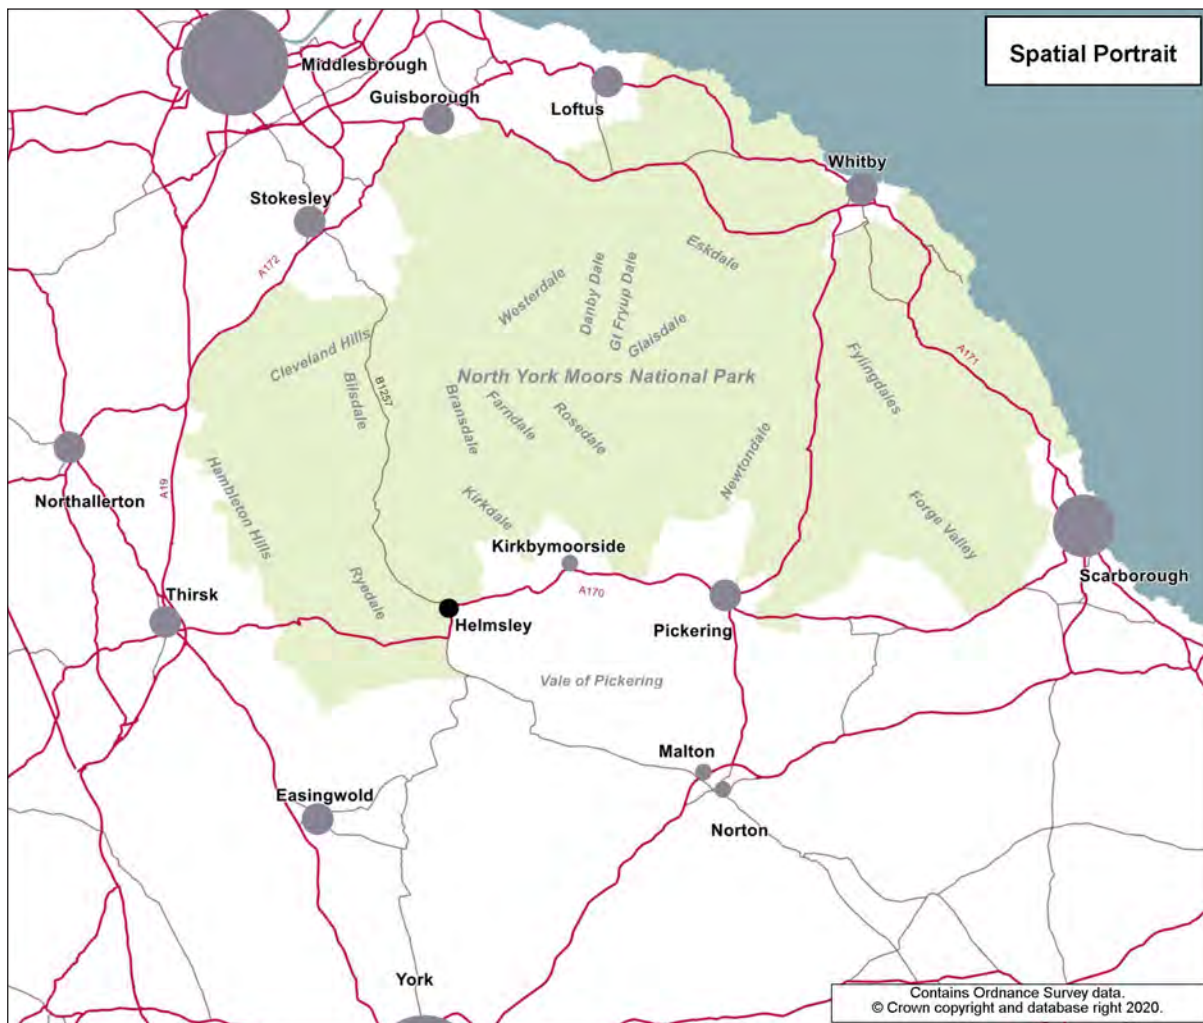 Spatial Portrait
Middlesbrough
Guisborough
Loftus
Whitby
Stokesley
Eskdale
A172
Westerdale
Danby Dale
Gt Fryup Dale
Glaisdale
Cleveland Hills
Bilsdale
B1257
North York Moors National Park
Fylingdales
A171
Bransdale
Farndale
Rosedale
Newtondale
Northallerton
A19
Hambleton Hills
Kirkdale
Forge Valley
Kirkbymoorside
Scarborough
Thirsk
Ryedale
A170
Helmsley
Pickering
Vale of Pickering
Malton
Easingwold
Norton
York
Contains Ordnance Survey data.
© Crown copyright and database right 2020.